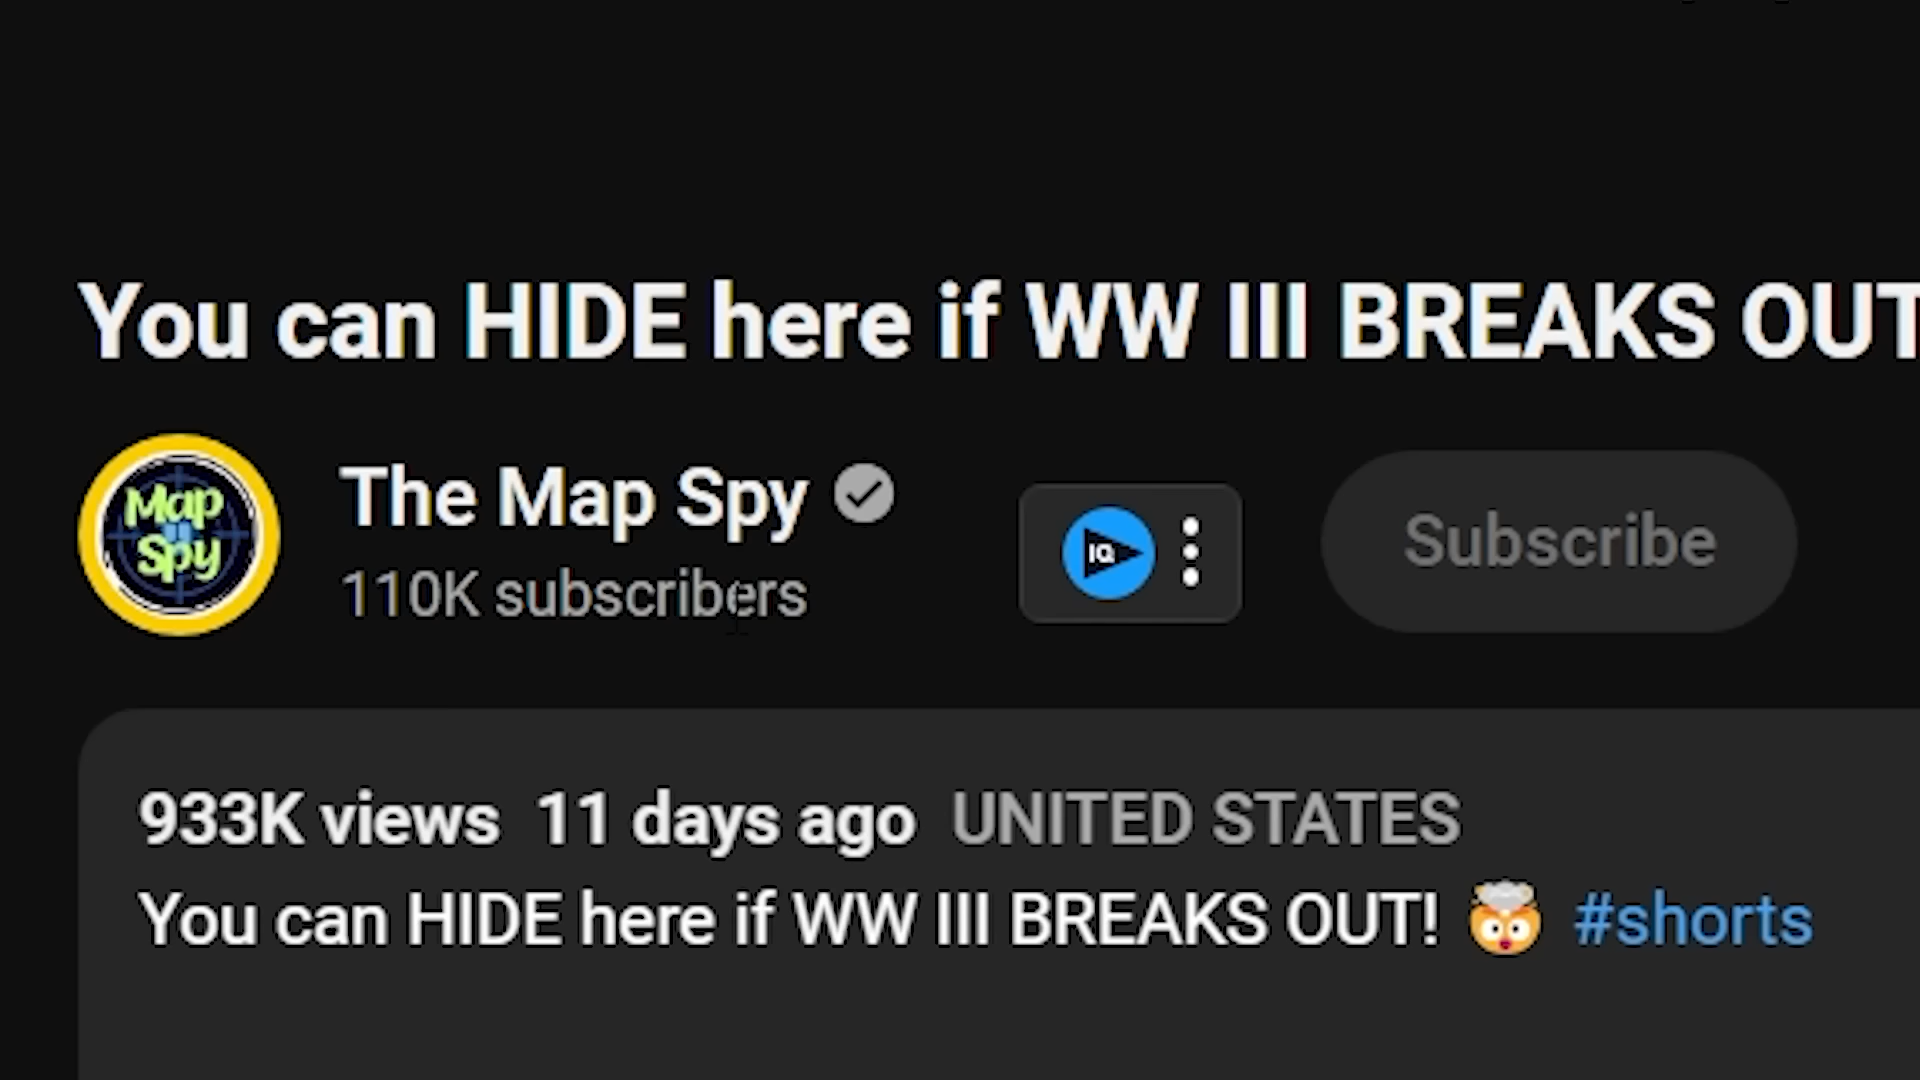 You can HIDE here if WW III BREAKS OUT
Map
Spy
The Map Spy
110K subscribers
IQ
Subscribe
933K views 11 days ago UNITED STATES
You can HIDE here if WW III BREAKS OUT! 🤯 #shorts